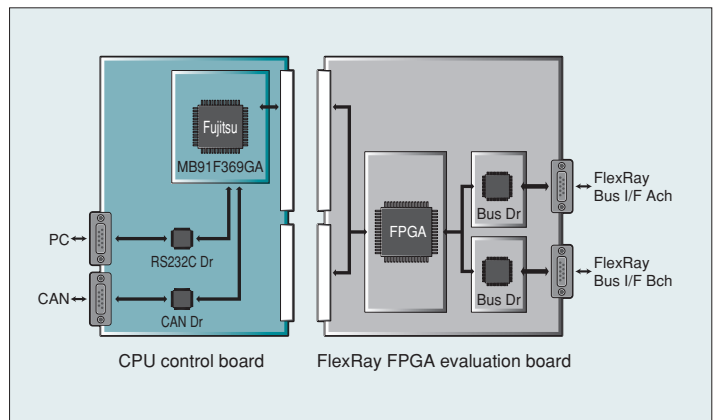 Fujitsu
MB91F369GA
PC
RS232C Dr
CAN
CAN Dr
CPU control board
FPGA
Bus Dr
FlexRay
Bus I/F Ach
Bus Dr
FlexRay
Bus I/F Bch
FlexRay FPGA evaluation board